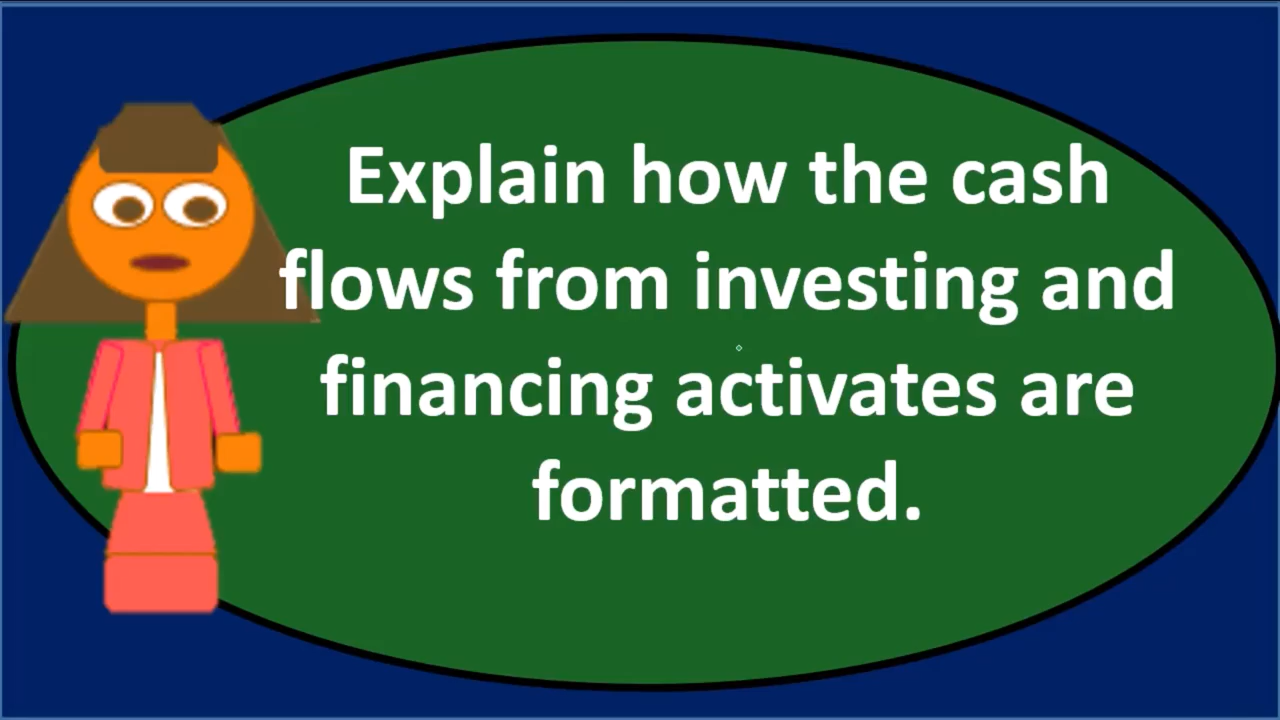 Explain how the cash
flows from investing and
financing activates are
formatted.